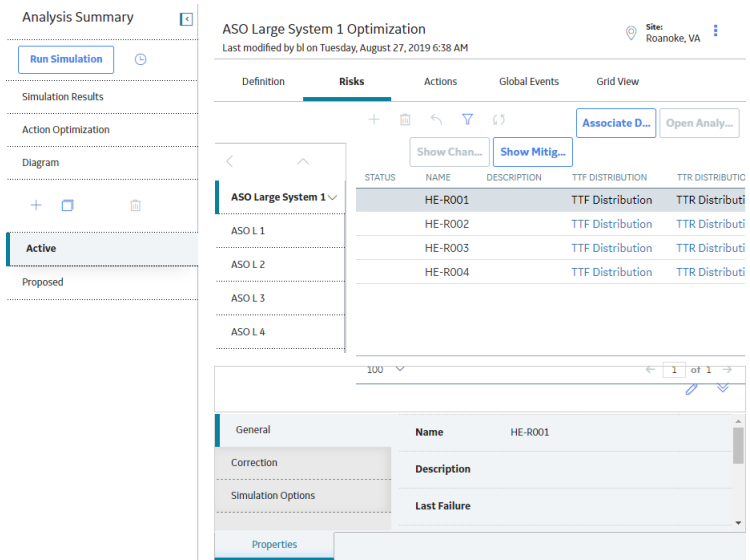 Analysis Summary
Run Simulation
Simulation Results
Action Optimization
Diagram
Active
Proposed
ASO Large System 1 Optimization
Last modified by bl on Tuesday, August 27, 2019 6:38 AM
Site:
Roanoke, VA
Definition Risks Actions Global Events Grid View
Associate D... Open Analy...
Show Chan... Show Mitig...
ASO Large System 1
ASO L 1
ASO L 2
ASO L 3
ASO L 4
STATUS NAME DESCRIPTION TTF DISTRIBUTION TTR DISTRIBUTIO
HE-R001 TTF Distribution TTR Distributi
HE-R002 TTF Distribution TTR Distributi
HE-R003 TTF Distribution TTR Distributi
HE-R004 TTF Distribution TTR Distributi
100 1 of 1
General
Correction
Simulation Options
Name HE-R001
Description
Last Failure
Properties